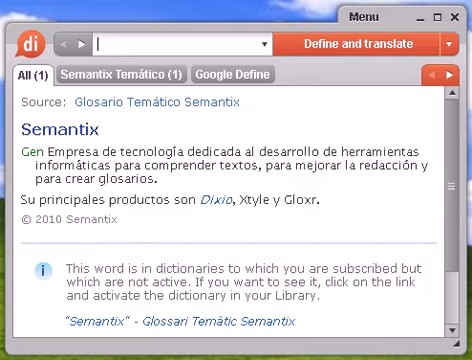 Menu
di
Define and translate
All (1)
Semantix Temático (1)
Google Define
Source: Glosario Temático Semantix
Semantix
Gen Empresa de tecnología dedicada al desarrollo de herramientas
informáticas para comprender textos, para mejorar la redacción y
para crear glosarios.
Su principales productos son Dixio, Xtyle y Gloxr.
© 2010 Semantix
i
This word is in dictionaries to which you are subscribed but
which are not active. If you want to see it, click on the link
and activate the dictionary in your Library.
"Semantix" - Glossari Temàtic Semantix